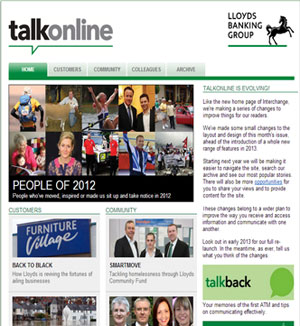 talkonline
LLOYDS
BANKING
GROUP
HOME
CUSTOMERS
COMMUNITY
COLLEAGUES
ARCHIVE
PEOPLE OF 2012
People who've moved, inspired or made us sit up and take notice in 2012
CUSTOMERS
FURNITURE
Village
BACK TO BLACK
How Lloyds is reviving the fortunes of
ailing businesses
COMMUNITY
SMARTMOVE
Tackling homelessness through Lloyds
Community Fund
TALKONLINE IS EVOLVING!
Like the new home page of Interchange,
we're making a series of changes to
improve things for our readers.
We've made some small changes to the
layout and design of this month's issue,
ahead of the introduction of a whole new
range of features in 2013.
Starting next year we will be making it
easier to navigate the site, search our
archive and see our most popular stories.
There will also be more opportunities for
you to share your views and to provide
content for the site.
These changes belong to a wider plan to
improve the way you receive and access
information and communicate with one
another.
Look out in early 2013 for our full re-
launch. In the meantime, as ever, tell us
what you think of the changes.
talkback
Your memories of the first ATM and tips
on communicating effectively.